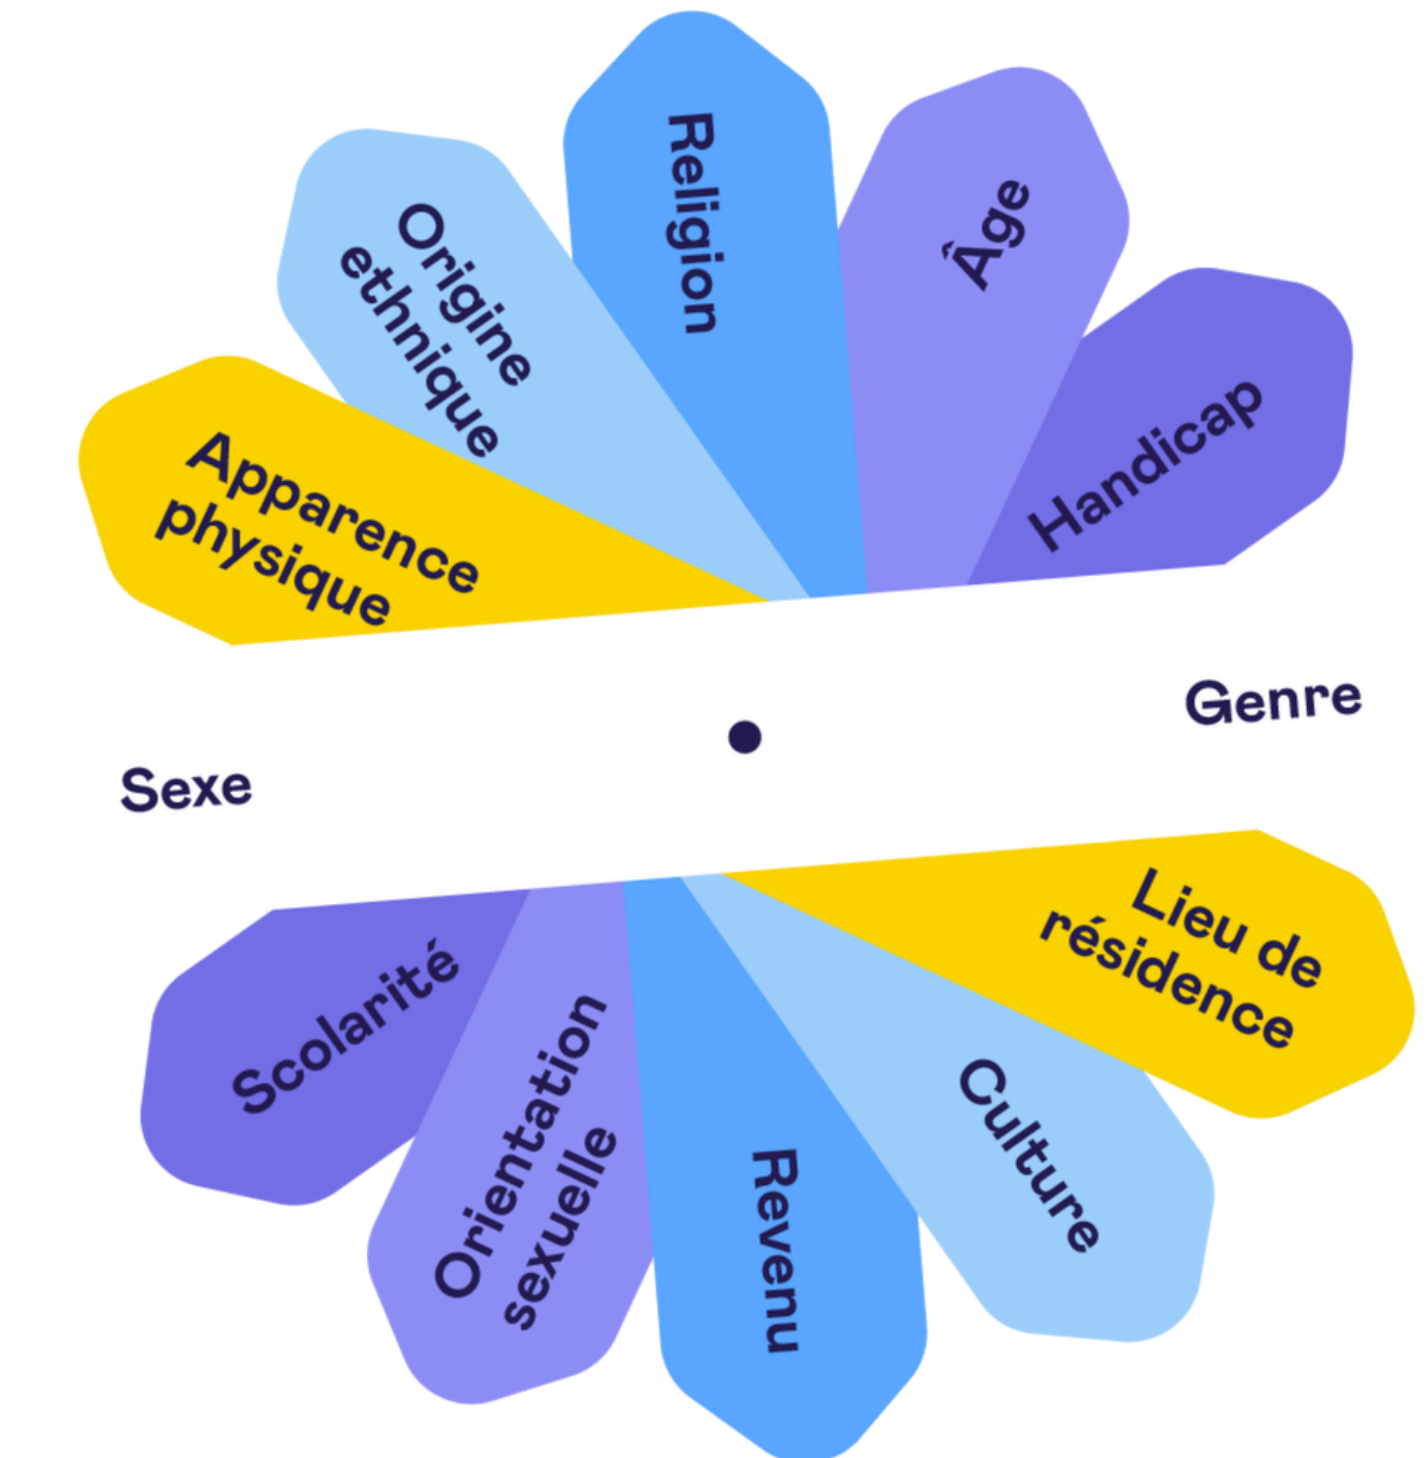 Religion
Âge
Origine
ethnique
Handicap
Apparence
physique
Genre
Sexe
Lieu de
résidence
Scolarité
Orientation
sexuelle
Culture
Revenu